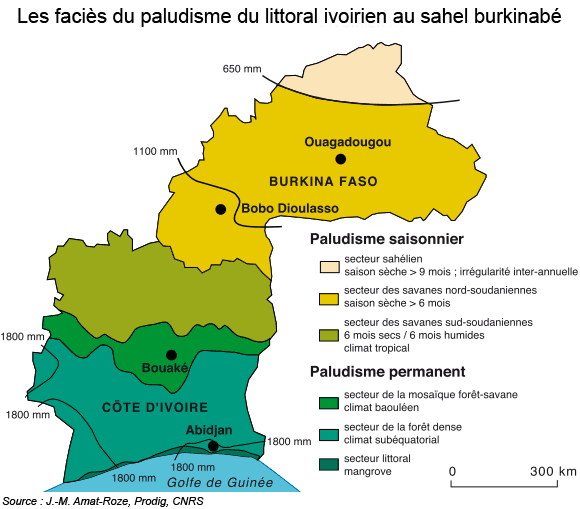 Les faciès du paludisme du littoral ivoirien au sahel burkinabé
650 mm
Ouagadougou
1100 mm
BURKINA FASO
Bobo Dioulasso
Paludisme saisonnier
secteur sahélien
saison sèche > 9 mois ; irrégularité inter-annuelle
secteur des savanes nord-soudaniennes
saison sèche > 6 mois
secteur des savanes sud-soudaniennes
6 mois secs / 6 mois humides
climat tropical
1800 mm
Bouaké
Paludisme permanent
secteur de la mosaïque forêt-savane
climat baouléen
1800 mm
CÔTE D'IVOIRE
secteur de la forêt dense
climat subéquatorial
Abidjan
1800 mm
secteur littoral
mangrove
1800 mm
1800 mm
Golfe de Guinée
0 300 km
Source : J.-M. Amat-Roze, Prodig, CNRS